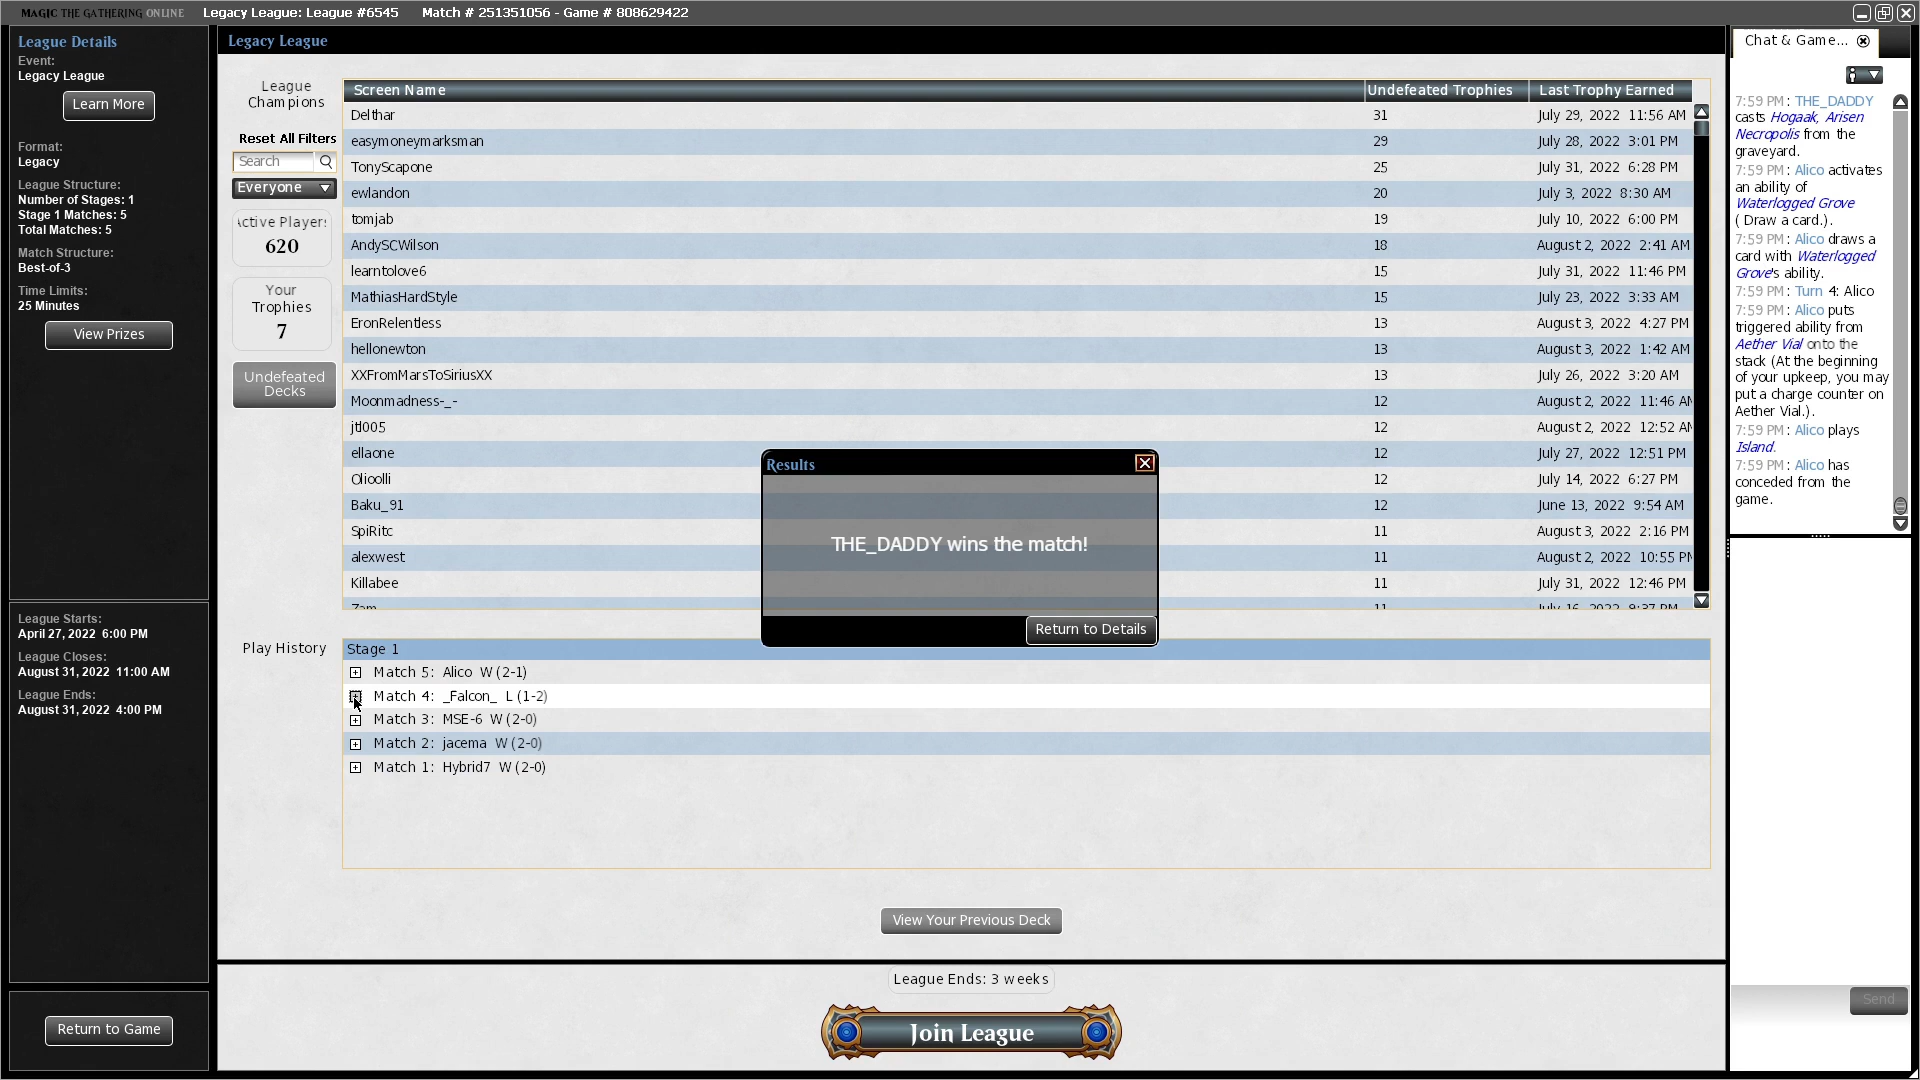 MAGIC THE GATHERING ONLINE
Legacy League: League #6545
Match # 251351056 - Game # 808629422
League Details
Event:
Legacy League
Learn More
Format:
Legacy
League Structure:
Number of Stages: 1
Stage 1 Matches: 5
Total Matches: 5
Match Structure:
Best-of-3
Time Limits:
25 Minutes
View Prizes
League Starts:
April 27, 2022 6:00 PM
League Closes:
August 31, 2022 11:00 AM
League Ends:
August 31, 2022 4:00 PM
Return to Game
Legacy League
League
Champions
Reset All Filters
Search
Everyone
Active Players
620
Your
Trophies
7
Undefeated
Decks
Screen Name Undefeated Trophies Last Trophy Earned
Delthar 31 July 29, 2022 11:56 AM
easymoneymarksman 29 July 28, 2022 3:01 PM
TonyScapone 25 July 31, 2022 6:28 PM
ewlandon 20 July 3, 2022 8:30 AM
tomjab 19 July 10, 2022 6:00 PM
AndySCWilson 18 August 2, 2022 2:41 AM
learntolove6 15 July 31, 2022 11:46 PM
MathiasHardStyle 15 July 23, 2022 3:33 AM
EronRelentless 13 August 3, 2022 4:27 PM
hellonewton 13 August 3, 2022 1:42 AM
XXFromMarsToSiriusXX 13 July 26, 2022 3:20 AM
Moonmadness-_- 12 August 2, 2022 11:46 AM
jtl005 12 August 2, 2022 12:52 AM
ellaone 12 July 27, 2022 12:51 PM
Olioolli 12 July 14, 2022 6:27 PM
Baku_91 12 June 13, 2022 9:54 AM
SpiRitc 11 August 3, 2022 2:16 PM
alexwest 11 August 2, 2022 10:55 PM
Killabee 11 July 31, 2022 12:46 PM
Zam 11 July 16, 2022 9:37 PM
Results
THE_DADDY wins the match!
Return to Details
Play History
Stage 1
Match 5: Alico W (2-1)
Match 4: _Falcon_ L (1-2)
Match 3: MSE-6 W (2-0)
Match 2: jacema W (2-0)
Match 1: Hybrid7 W (2-0)
View Your Previous Deck
League Ends: 3 weeks
Join League
Chat & Game...
7:59 PM: THE_DADDY
casts Hogaak, Arisen
Necropolis from the
graveyard.
7:59 PM: Alico activates
an ability of
Waterlogged Grove
( Draw a card.).
7:59 PM: Alico draws a
card with Waterlogged
Grove's ability.
7:59 PM: Turn 4: Alico
7:59 PM: Alico puts
triggered ability from
Aether Vial onto the
stack (At the beginning
of your upkeep, you may
put a charge counter on
Aether Vial.).
7:59 PM: Alico plays
Island.
7:59 PM: Alico has
conceded from the
game.
Send